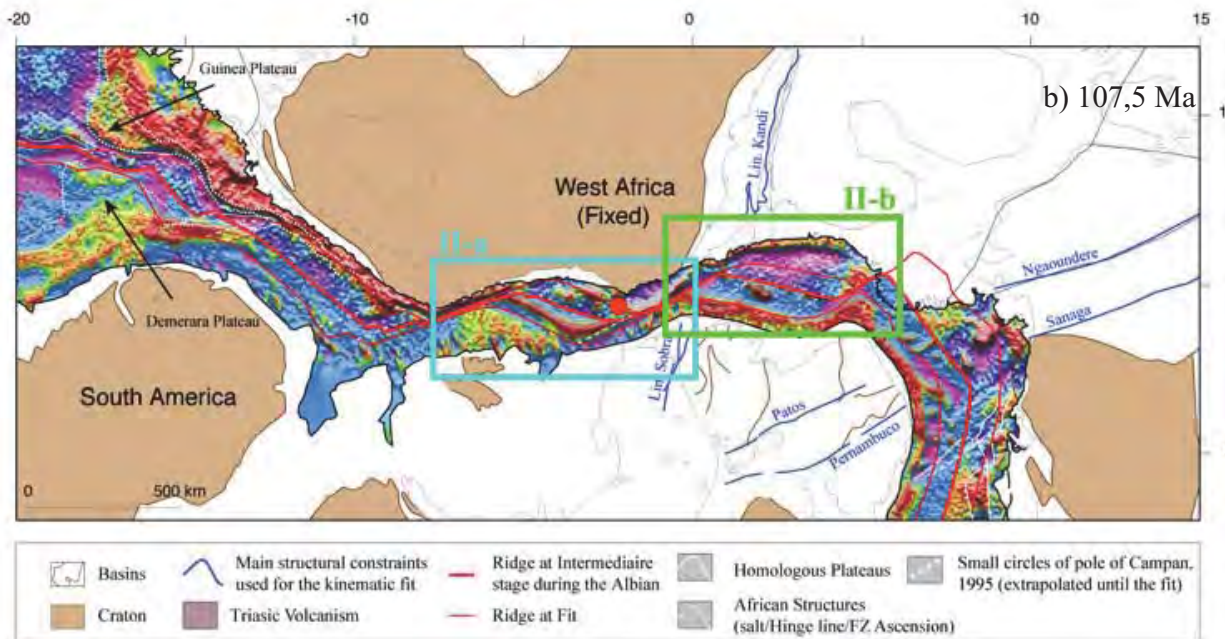 -20
-10
0
10
15
Guinea Plateau
b) 107,5 Ma
1
Lin. Kandi
West Africa
(Fixed)
II-b
II-a
Ngaoundere
Sanaga
Demerara Plateau
South America
Lin. Sobral
Patos
Pernambuco
0 500 km
Basins
Main structural constraints
used for the kinematic fit
Ridge at Intermediaire
stage during the Albian
Homologous Plateaus
Small circles of pole of Campan,
1995 (extrapolated until the fit)
Craton
Triasic Volcanism
Ridge at Fit
African Structures
(salt/Hinge line/FZ Ascension)